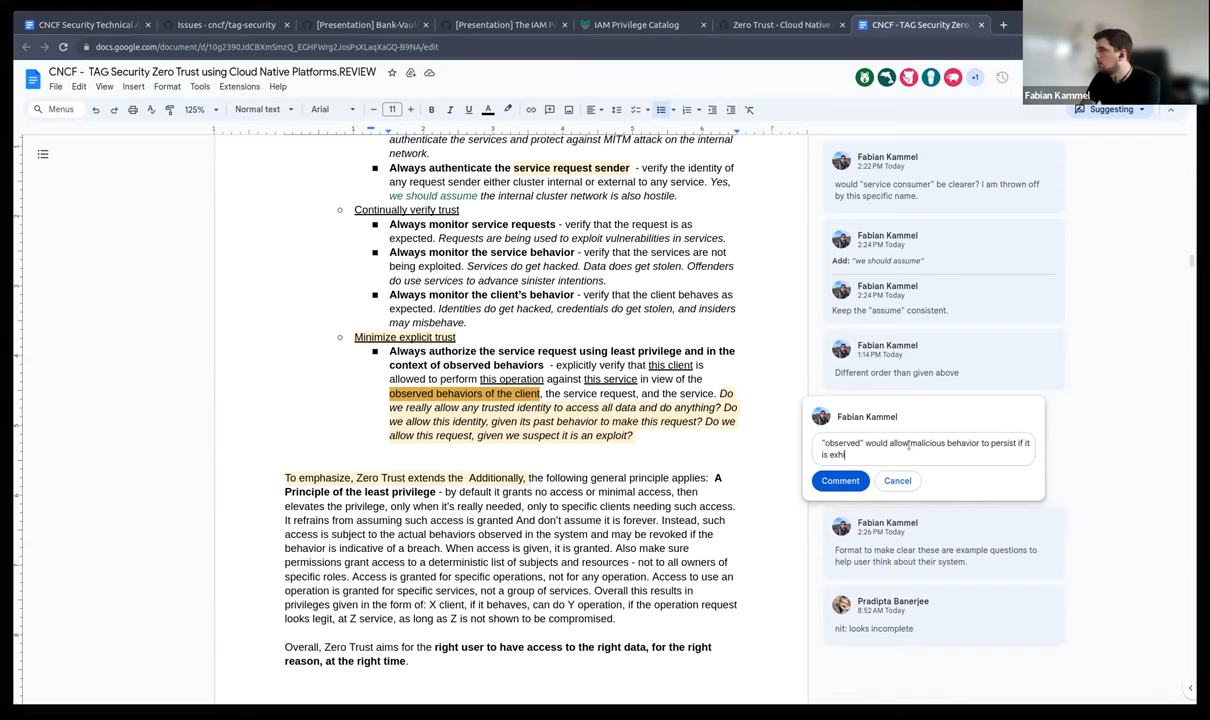 CNCF Security Technical A
Issues · cncf/tag-security
[Presentation] Bank-Vaul
[Presentation] The IAM P
IAM Privilege Catalog
Zero Trust - Cloud Native
CNCF - TAG Security Zero T
docs.google.com/document/d/10g2390JdCBXmSmzQ_EGHFWrg2JosPsXLaqXaGQ-B9NA/edit
CNCF - TAG Security Zero Trust using Cloud Native Platforms.REVIEW
File Edit View Insert Format Tools Extensions Help
+1
Fabian Kammel
Menus 125% Normal text Arial 11 Suggesting
1 1 2 3 4 5 6 7
authenticate the services and protect against MITM attack on the internal
network.
■ Always authenticate the service request sender - verify the identity of
any request sender either cluster internal or external to any service. Yes,
we should assume the internal cluster network is also hostile.
○ Continually verify trust
■ Always monitor service requests - verify that the request is as
expected. Requests are being used to exploit vulnerabilities in services.
■ Always monitor the service behavior - verify that the services are not
being exploited. Services do get hacked. Data does get stolen. Offenders
do use services to advance sinister intentions.
■ Always monitor the client's behavior - verify that the client behaves as
expected. Identities do get hacked, credentials do get stolen, and insiders
may misbehave.
○ Minimize explicit trust
■ Always authorize the service request using least privilege and in the
context of observed behaviors - explicitly verify that this client is
allowed to perform this operation against this service in view of the
observed behaviors of the client, the service request, and the service. Do
we really allow any trusted identity to access all data and do anything? Do
we allow this identity, given its past behavior to make this request? Do we
allow this request, given we suspect it is an exploit?
To emphasize, Zero Trust extends the Additionally, the following general principle applies: A
Principle of the least privilege - by default it grants no access or minimal access, then
elevates the privilege, only when it's really needed, only to specific clients needing such access.
It refrains from assuming such access is granted And don't assume it is forever. Instead, such
access is subject to the actual behaviors observed in the system and may be revoked if the
behavior is indicative of a breach. When access is given, it is granted. Also make sure
permissions grant access to a deterministic list of subjects and resources - not to all owners of
specific roles. Access is granted for specific operations, not for any operation. Access to use an
operation is granted for specific services, not a group of services. Overall this results in
privileges given in the form of: X client, if it behaves, can do Y operation, if the operation request
looks legit, at Z service, as long as Z is not shown to be compromised.
Overall, Zero Trust aims for the right user to have access to the right data, for the right
reason, at the right time.
Fabian Kammel
2:22 PM Today
would "service consumer" be clearer? I am thrown off
by this specific name.
Fabian Kammel
2:24 PM Today
Add: "we should assume"
Fabian Kammel
2:24 PM Today
Keep the "assume" consistent.
Fabian Kammel
1:14 PM Today
Different order than given above
Fabian Kammel
"observed" would allow malicious behavior to persist if it
is exhi
Comment Cancel
Fabian Kammel
2:26 PM Today
Format to make clear these are example questions to
help user think about their system.
Pradipta Banerjee
8:52 AM Today
nit: looks incomplete